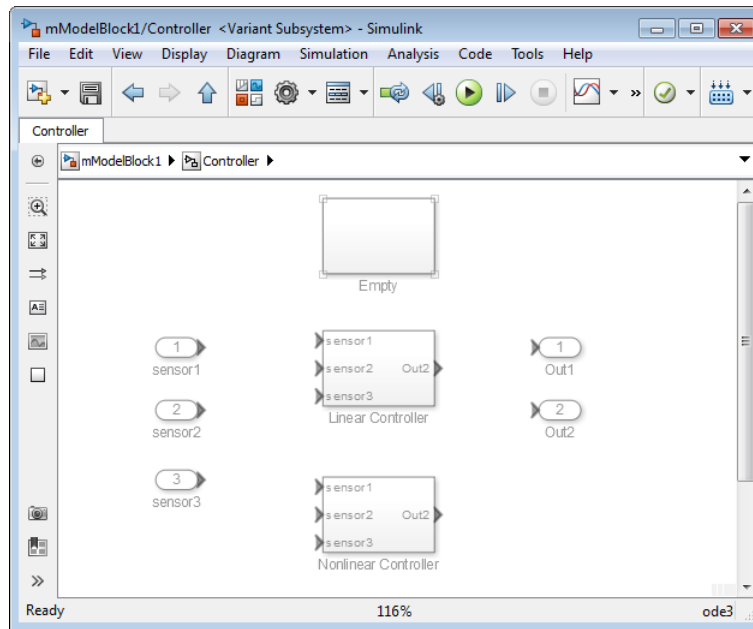 mModelBlock1/Controller <Variant Subsystem> - Simulink
File Edit View Display Diagram Simulation Analysis Code Tools Help
Controller
mModelBlock1 Controller
Empty
1
sensor1
2
sensor2
3
sensor3
sensor1
sensor2 Out2
sensor3
Linear Controller
1
Out1
2
Out2
sensor1
sensor2 Out2
sensor3
Nonlinear Controller
Ready 116% ode3